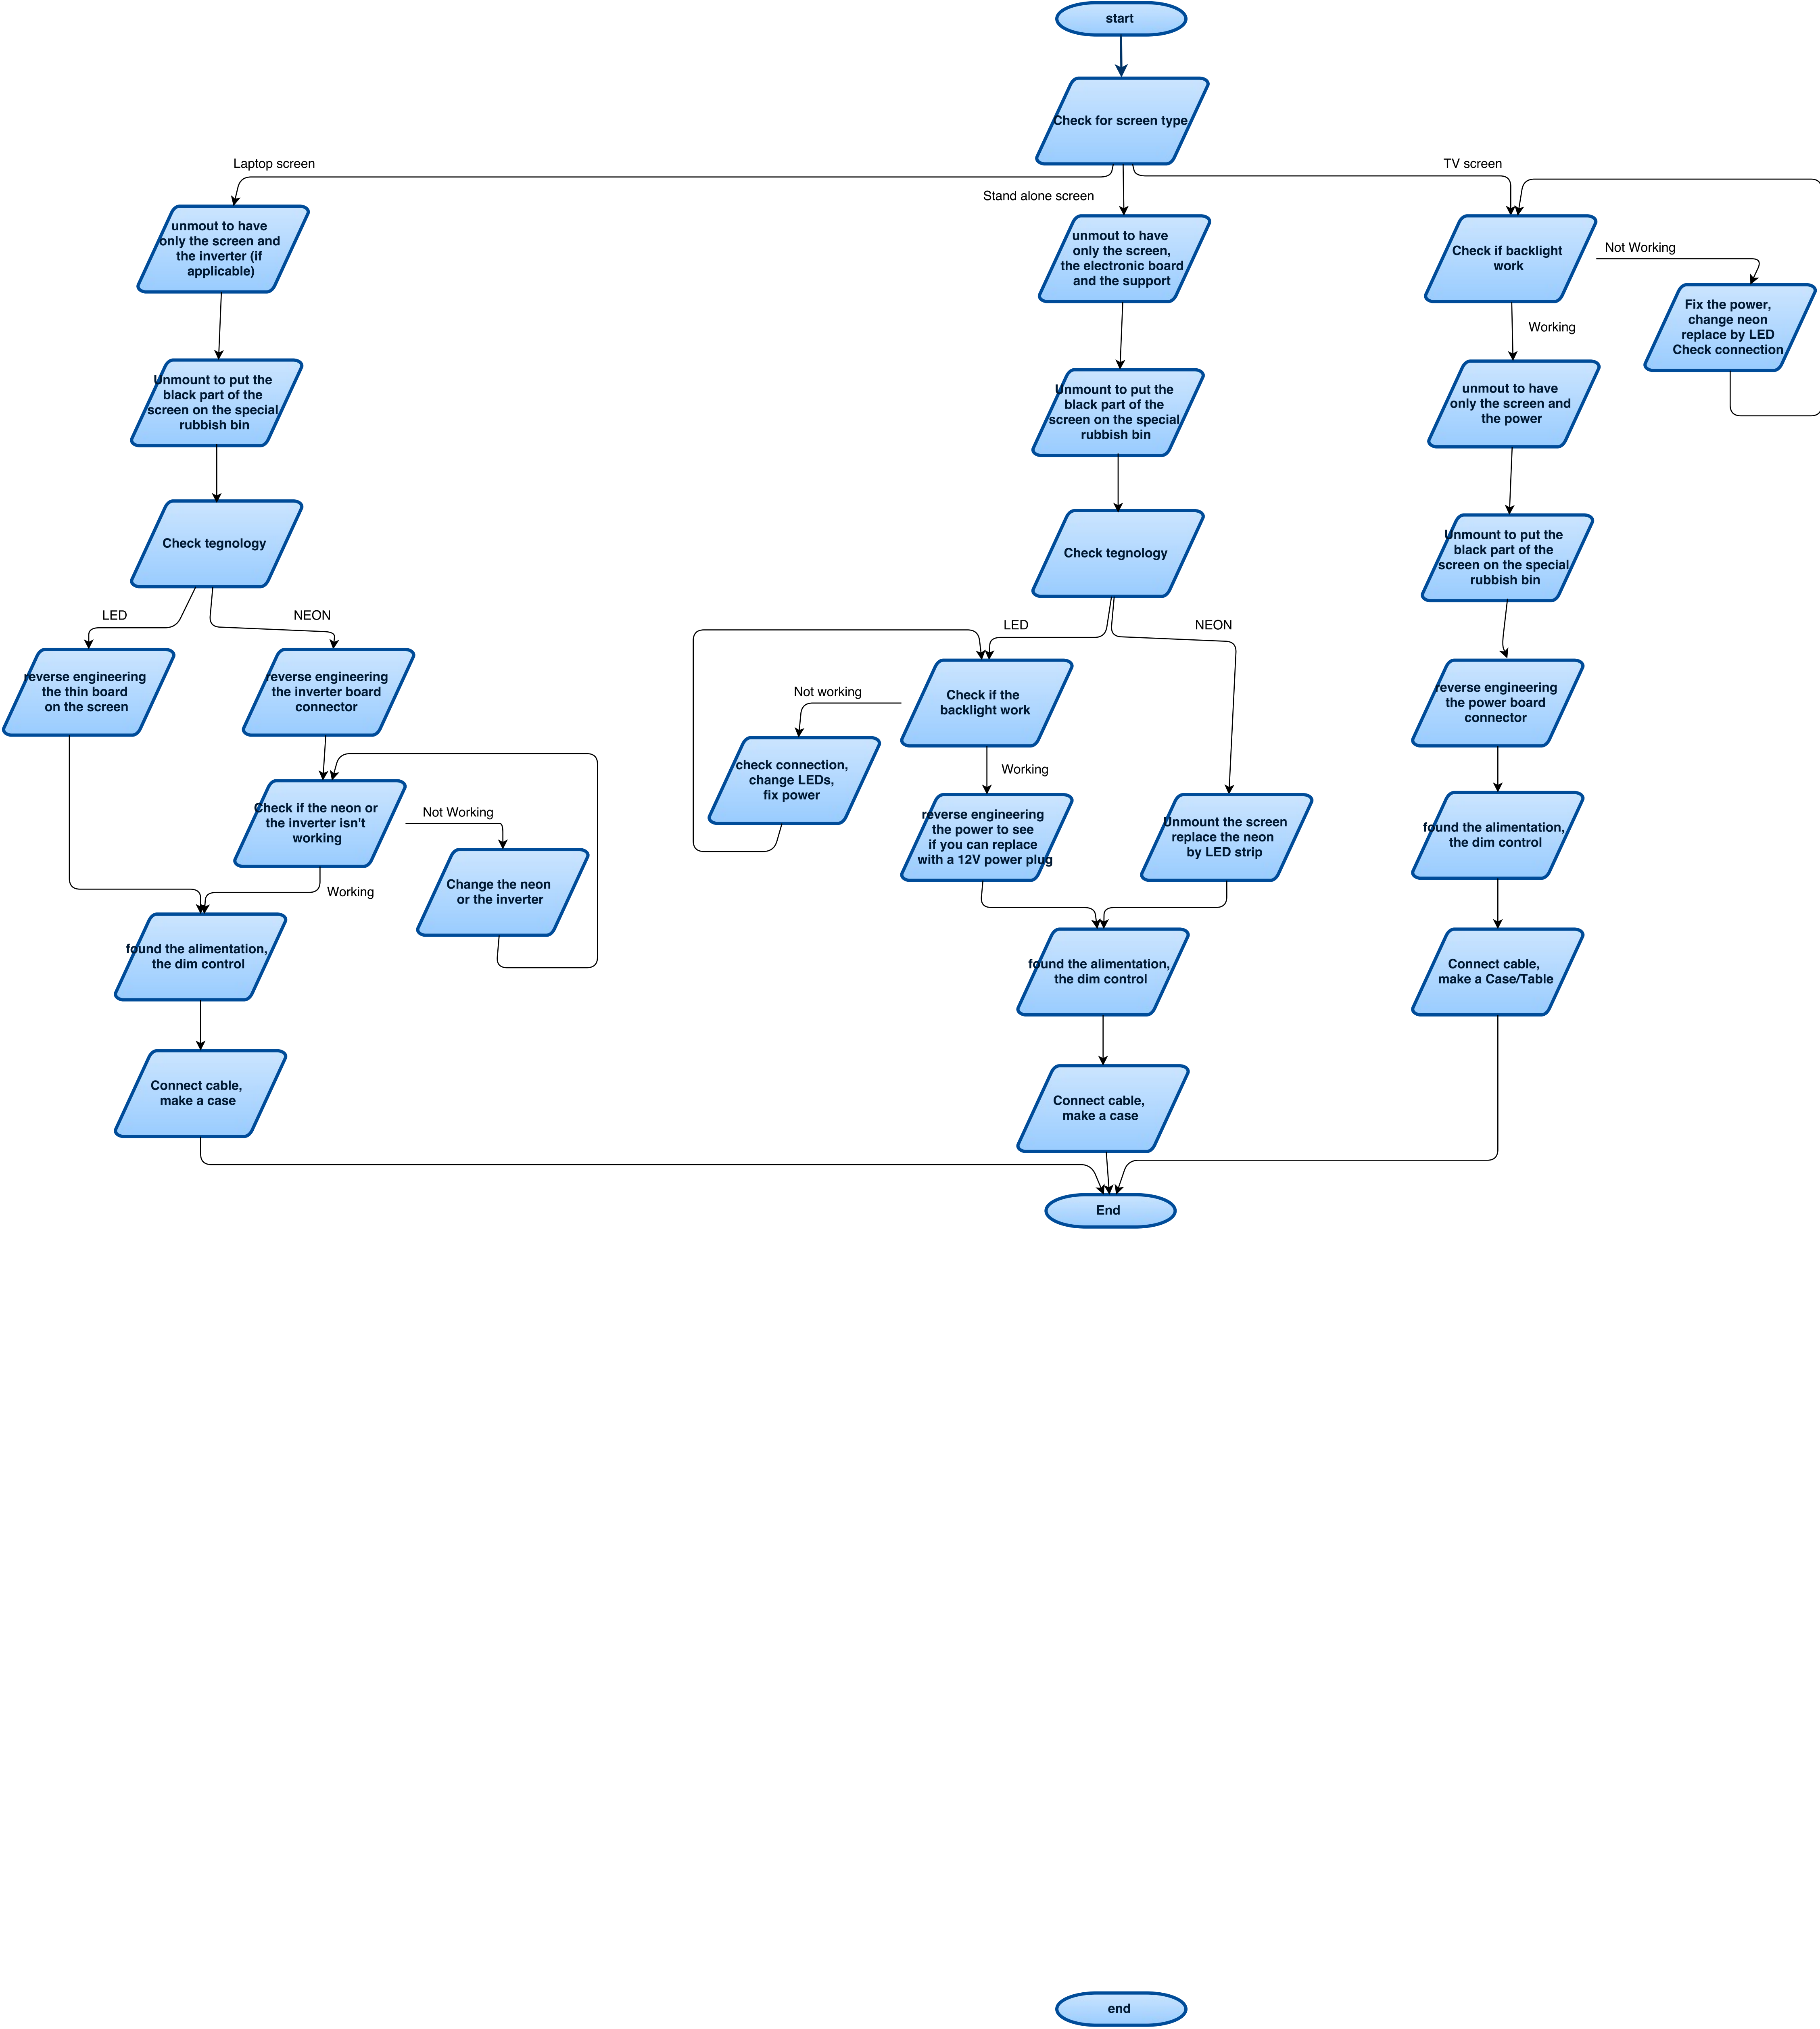 start
Check for screen type
Laptop screen
Stand alone screen
TV screen
unmout to have
only the screen and
the inverter (if
applicable)
Unmount to put the
black part of the
screen on the special
rubbish bin
Check tegnology
LED
NEON
reverse engineering
the thin board
on the screen
reverse engineering
the inverter board
connector
Check if the neon or
the inverter isn't
working
Not Working
Change the neon
or the inverter
Working
found the alimentation,
the dim control
Connect cable,
make a case
unmout to have
only the screen,
the electronic board
and the support
Unmount to put the
black part of the
screen on the special
rubbish bin
Check tegnology
LED
NEON
Check if the
backlight work
Not working
check connection,
change LEDs,
fix power
Working
reverse engineering
the power to see
if you can replace
with a 12V power plug
Unmount the screen
replace the neon
by LED strip
found the alimentation,
the dim control
Connect cable,
make a case
Check if backlight
work
Not Working
Fix the power,
change neon
replace by LED
Check connection
Working
unmout to have
only the screen and
the power
Unmount to put the
black part of the
screen on the special
rubbish bin
reverse engineering
the power board
connector
found the alimentation,
the dim control
Connect cable,
make a Case/Table
End
end